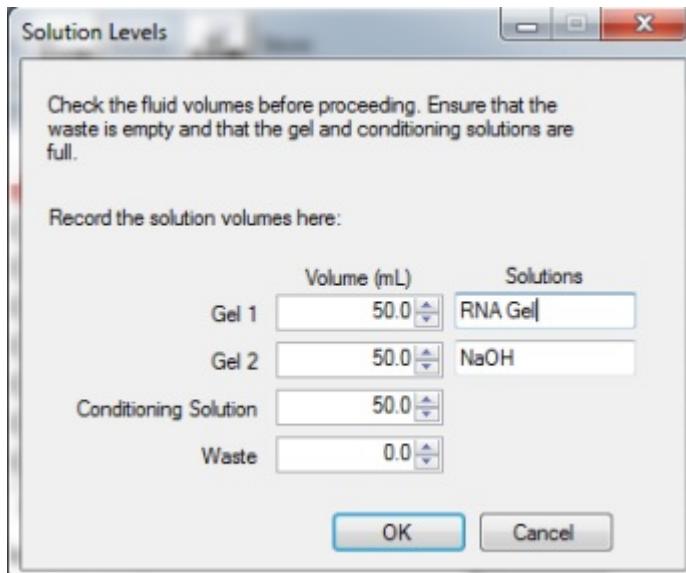 Solution Levels
Check the fluid volumes before proceeding. Ensure that the
waste is empty and that the gel and conditioning solutions are
full.
Record the solution volumes here:
Volume (mL) Solutions
Gel 1 50.0 RNA Gel
Gel 2 50.0 NaOH
Conditioning Solution 50.0
Waste 0.0
OK Cancel